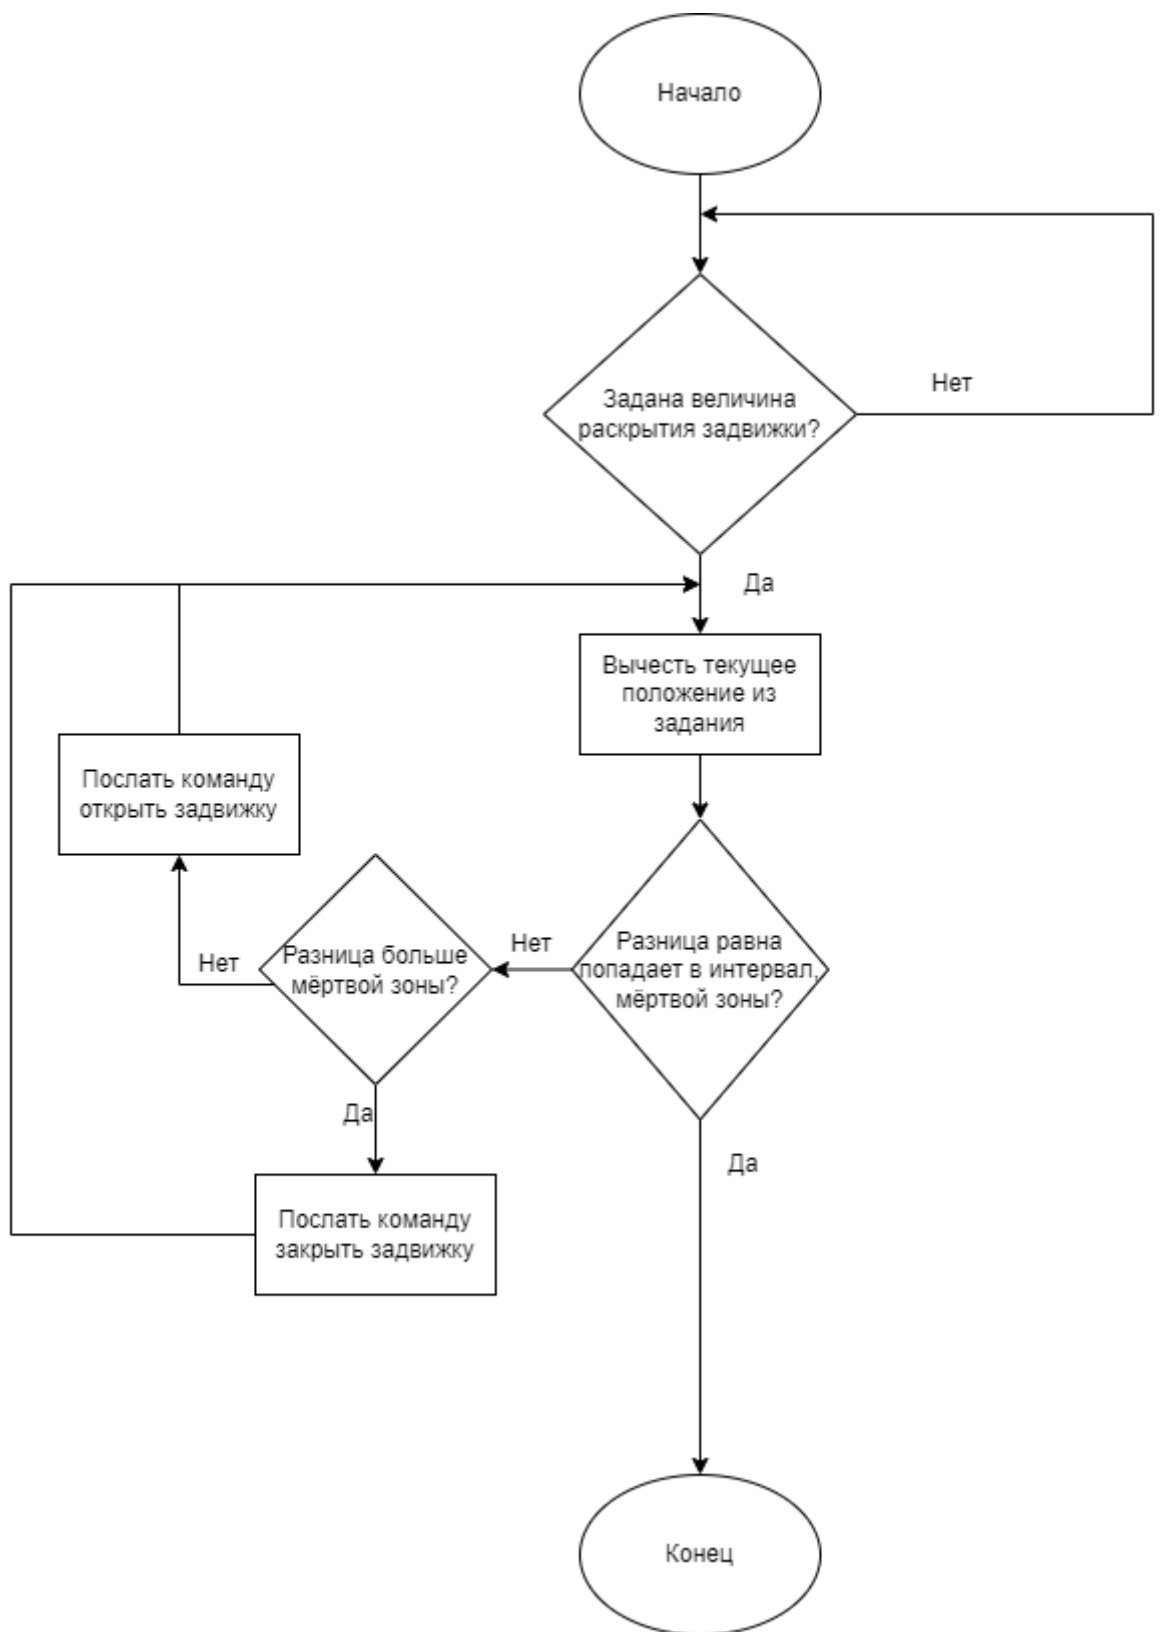 Начало
Задана величина
раскрытия задвижки?
Нет
Да
Вычесть текущее
положение из
задания
Послать команду
открыть задвижку
Разница больше
мёртвой зоны?
Нет
Нет
Разница равна
попадает в интервал,
мёртвой зоны?
Да
Да
Послать команду
закрыть задвижку
Конец